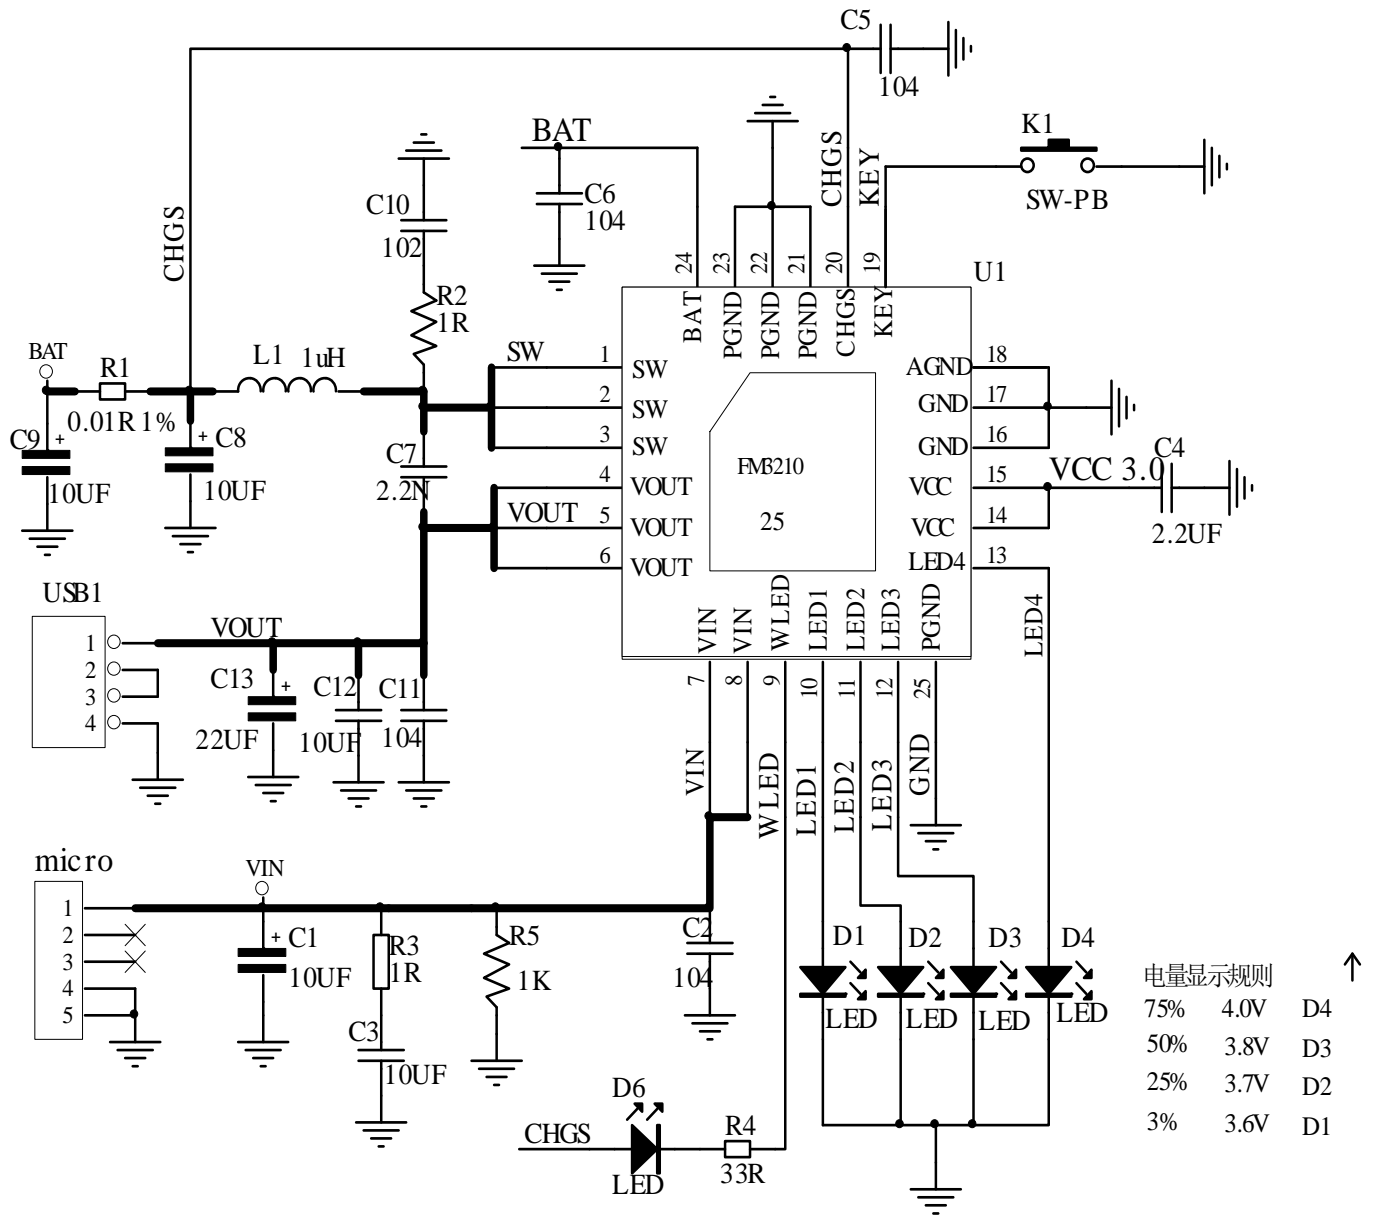 C5
104
BAT
K1
SW-PB
CHGS
KEY
C10
102
C6
104
CHGS
24
23
22
21
20
19
U1
BAT
PGND
PGND
PGND
CHGS
KEY
R2
1R
BAT
R1
L1
1uH
SW
1
SW
AGND
18
0.01R 1%
2
SW
GND
17
C9
+
+
C8
3
SW
GND
16
C7
FM3210
C4
10UF
10UF
2.2N
4
VOUT
VCC
15
VCC 3.0
VOUT
5
VOUT
25
VCC
14
2.2UF
6
VOUT
LED4
13
USB1
VIN
VIN
WLED
LED1
LED2
LED3
PGND
LED4
VOUT
1
2
3
4
C13
+
C12
C11
7
8
9
10
11
12
25
22UF
10UF
104
VIN
WLED
LED1
LED2
LED3
GND
micro
VIN
1
2
3
4
5
+
C1
10UF
R3
1R
R5
1K
C2
104
C3
10UF
D1
D2
D3
D4
LED
LED
LED
LED
电量显示规则 ↑
75% 4.0V D4
50% 3.8V D3
25% 3.7V D2
3% 3.6V D1
D6
CHGS
R4
LED
33R